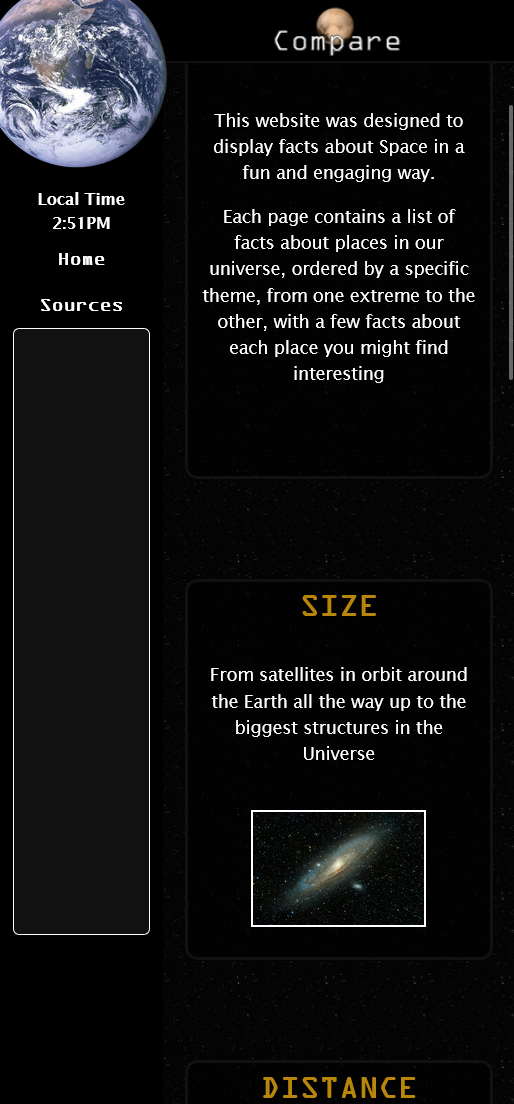 Compare
Local Time
2:51PM
Home
Sources
This website was designed to
display facts about Space in a
fun and engaging way.
Each page contains a list of
facts about places in our
universe, ordered by a specific
theme, from one extreme to the
other, with a few facts about
each place you might find
interesting
SIZE
From satellites in orbit around
the Earth all the way up to the
biggest structures in the
Universe
DISTANCE